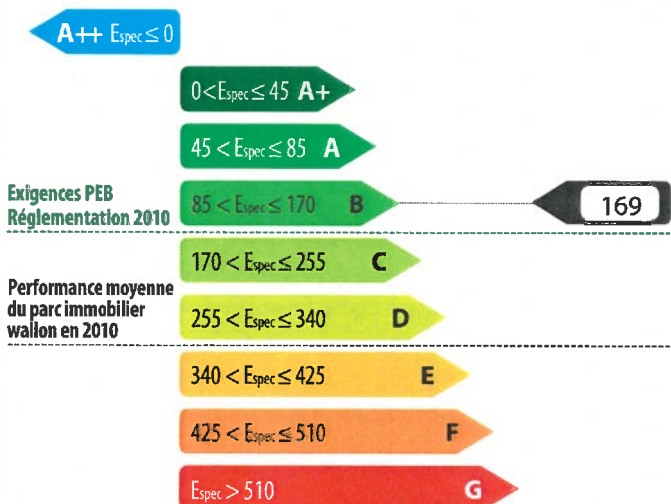 A++ Espec ≤ 0
0 < Espec ≤ 45 A+
45 < Espec ≤ 85 A
Exigences PEB
Réglementation 2010
85 < Espec ≤ 170 B
169
170 < Espec ≤ 255 C
Performance moyenne
du parc immobilier
wallon en 2010
255 < Espec ≤ 340 D
340 < Espec ≤ 425 E
425 < Espec ≤ 510 F
Espec > 510 G